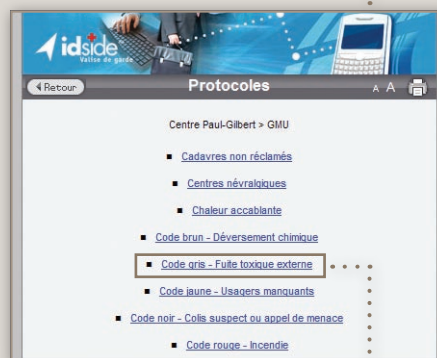 idside
Valise de garde
Retour
Protocoles
A A
Centre Paul-Gilbert > GMU
Cadavres non réclamés
Centres névralgiques
Chaleur accablante
Code brun - Déversement chimique
Code gris - Fuite toxique externe
Code jaune - Usagers manquants
Code noir - Colis suspect ou appel de menace
Code rouge - Incendie